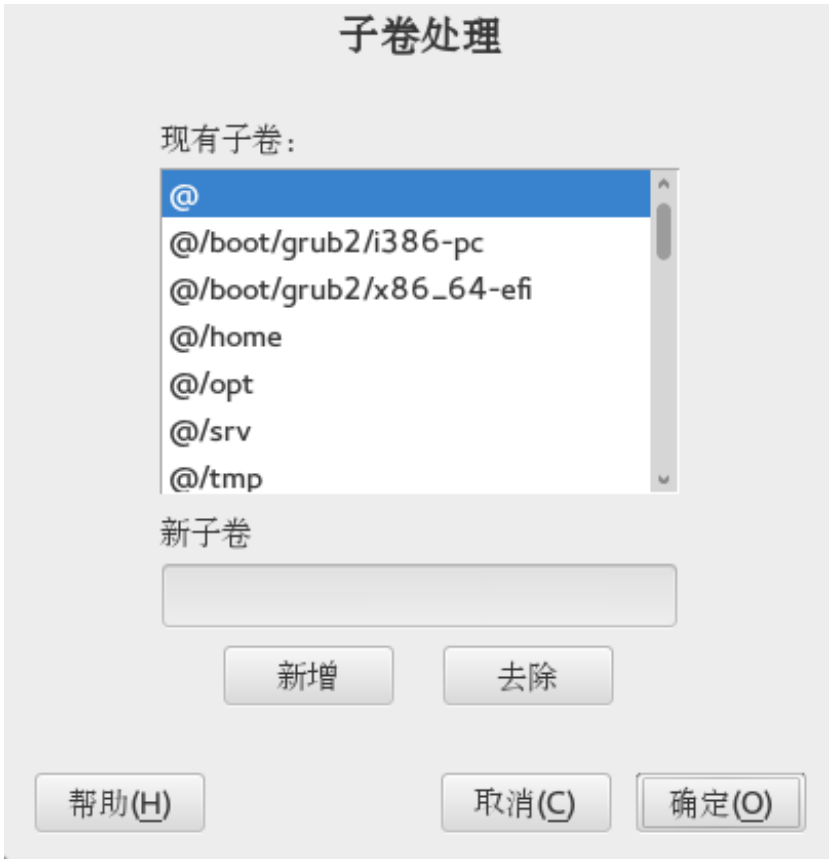 子卷处理
现有子卷:
@
@/boot/grub2/i386-pc
@/boot/grub2/x86_64-efi
@/home
@/opt
@/srv
@/tmp
新子卷
新增 去除
帮助(H) 取消(C) 确定(O)